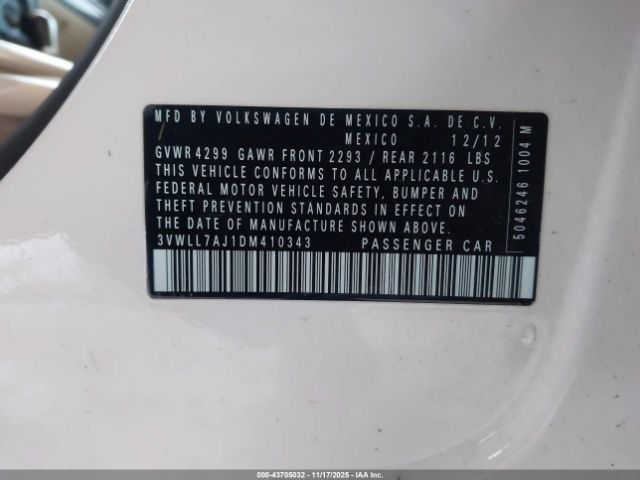 MFD BY VOLKSWAGEN DE MEXICO S.A. DE C.V.
MEXICO 12/12
GVWR 4299 GAWR FRONT 2293 / REAR 2116 LBS
THIS VEHICLE CONFORMS TO ALL APPLICABLE U.S.
FEDERAL MOTOR VEHICLE SAFETY, BUMPER AND
THEFT PREVENTION STANDARDS IN EFFECT ON
THE DATE OF MANUFACTURE SHOWN ABOVE
3VWLL7AJ1DM410343 PASSENGER CAR
5046246 1004 M
000-43705032 - 11/17/2025 - PROPERTY OF IAA